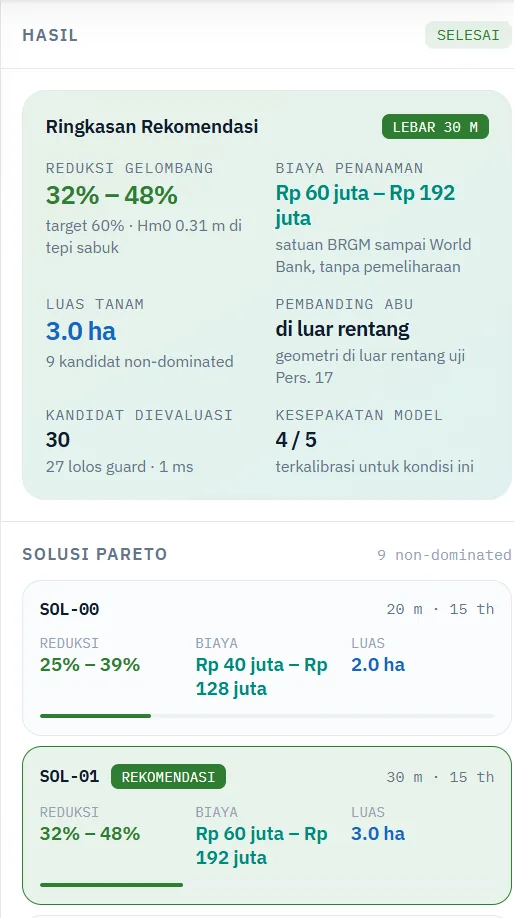 HASIL
SELESAI
Ringkasan Rekomendasi
LEBAR 30 M
REDUKSI GELOMBANG
32% – 48%
target 60% · Hm0 0.31 m di
tepi sabuk
BIAYA PENANAMAN
Rp 60 juta – Rp 192
juta
satuan BRGM sampai World
Bank, tanpa pemeliharaan
LUAS TANAM
3.0 ha
9 kandidat non-dominated
PEMBANDING ABU
di luar rentang
geometri di luar rentang uji
Pers. 17
KANDIDAT DIEVALUASI
30
27 lolos guard · 1 ms
KESEPAKATAN MODEL
4 / 5
terkalibrasi untuk kondisi ini
SOLUSI PARETO
9 non-dominated
SOL-00
20 m · 15 th
REDUKSI
25% – 39%
BIAYA
Rp 40 juta – Rp
128 juta
LUAS
2.0 ha
SOL-01
REKOMENDASI
30 m · 15 th
REDUKSI
32% – 48%
BIAYA
Rp 60 juta – Rp
192 juta
LUAS
3.0 ha